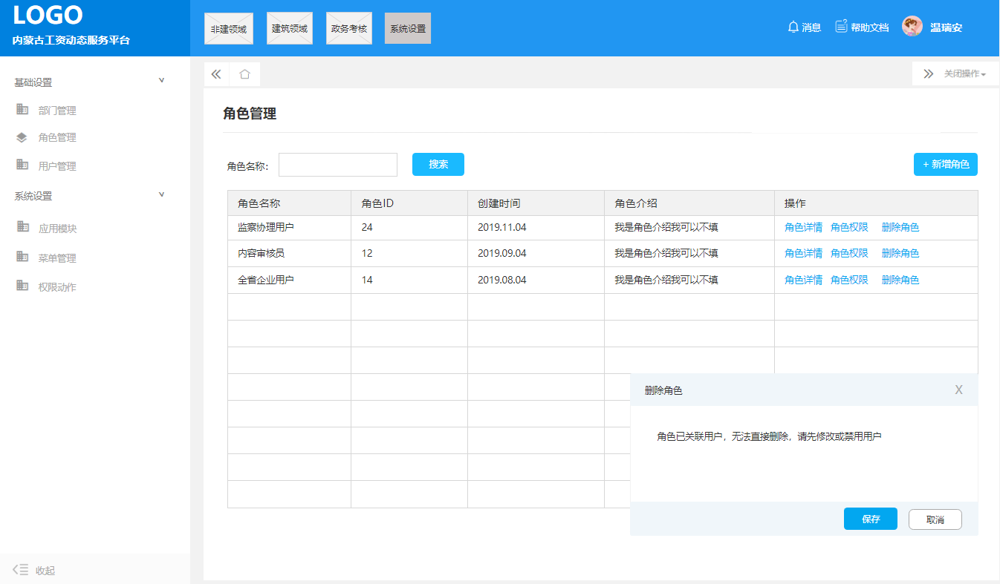 LOGO
内蒙古工资动态服务平台
非建领域
建筑领域
政务考核
系统设置
消息
帮助文档
温瑞安
基础设置
部门管理
角色管理
用户管理
系统设置
应用模块
菜单管理
权限动作
收起
关闭操作
角色管理
角色名称：
搜索
+ 新增角色
角色名称 角色ID 创建时间 角色介绍 操作
监察协理用户 24 2019.11.04 我是角色介绍我可以不填 角色详情 角色权限 删除角色
内容审核员 12 2019.09.04 我是角色介绍我可以不填 角色详情 角色权限 删除角色
全省企业用户 14 2019.08.04 我是角色介绍我可以不填 角色详情 角色权限 删除角色
删除角色 X
角色已关联用户，无法直接删除，请先修改或禁用用户
保存 取消